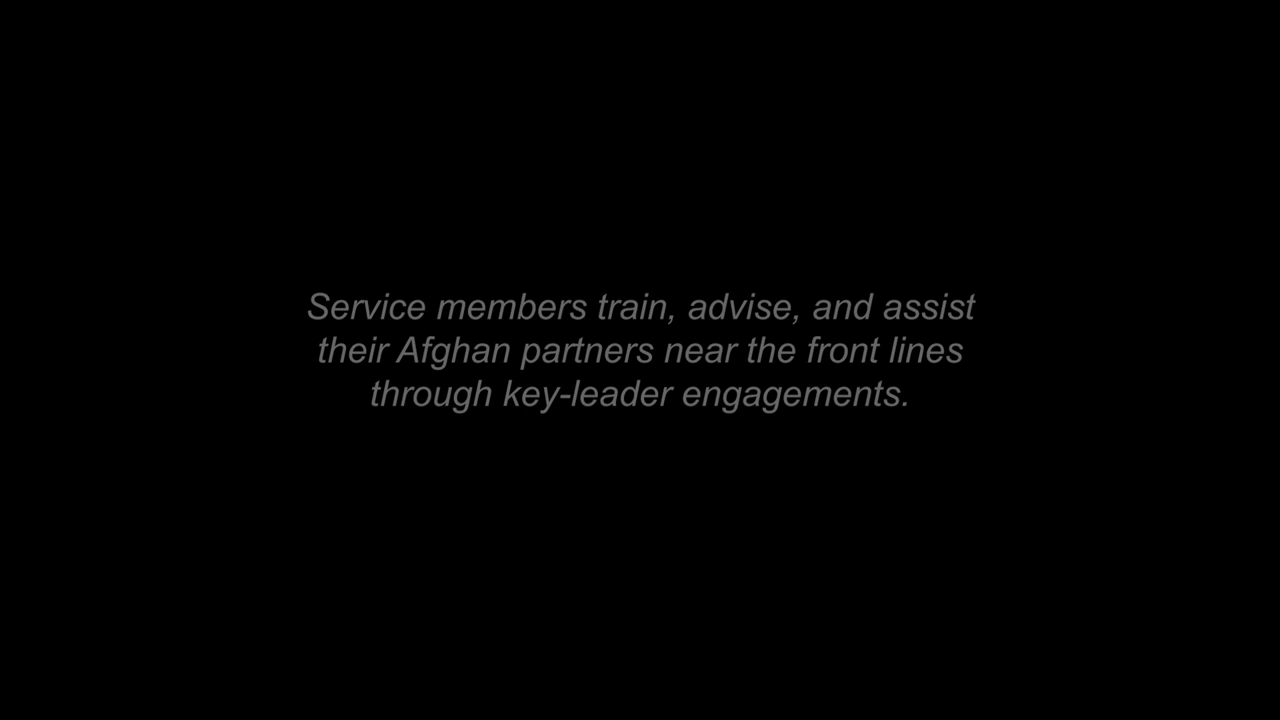 Service members train, advise, and assist
their Afghan partners near the front lines
through key-leader engagements.